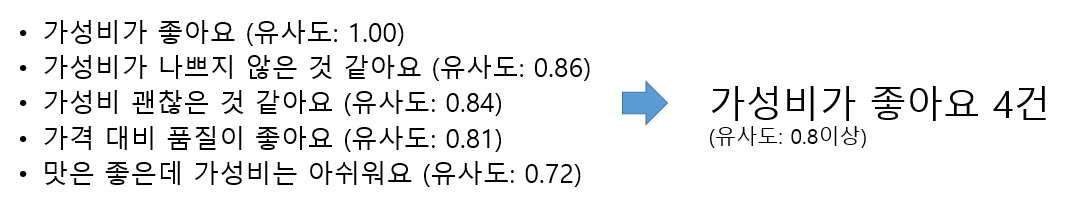 • 가성비가 좋아요 (유사도: 1.00)
• 가성비가 나쁘지 않은 것 같아요 (유사도: 0.86)
• 가성비 괜찮은 것 같아요 (유사도: 0.84)
• 가격 대비 품질이 좋아요 (유사도: 0.81)
• 맛은 좋은데 가성비는 아쉬워요 (유사도: 0.72)
가성비가 좋아요 4건
(유사도: 0.8이상)